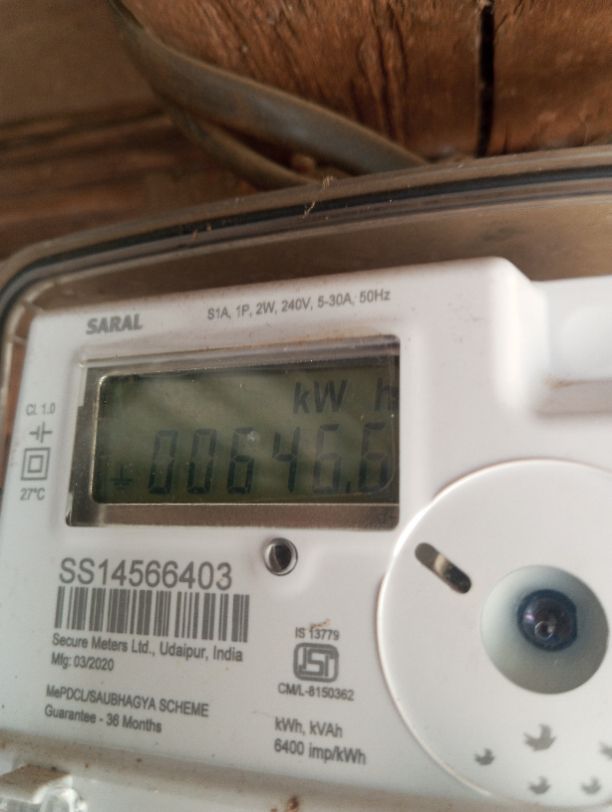 SARAL
S1A, 1P, 2W, 240V, 5-30A, 50Hz
Cl. 1.0
27°C
kW h
00646.6
SS14566403
Secure Meters Ltd., Udaipur, India
Mfg: 03/2020
MePDCL/SAUBHAGYA SCHEME
Guarantee - 36 Months
IS 13779
ISI
CM/L-8150362
kWh, kVAh
6400 imp/kWh